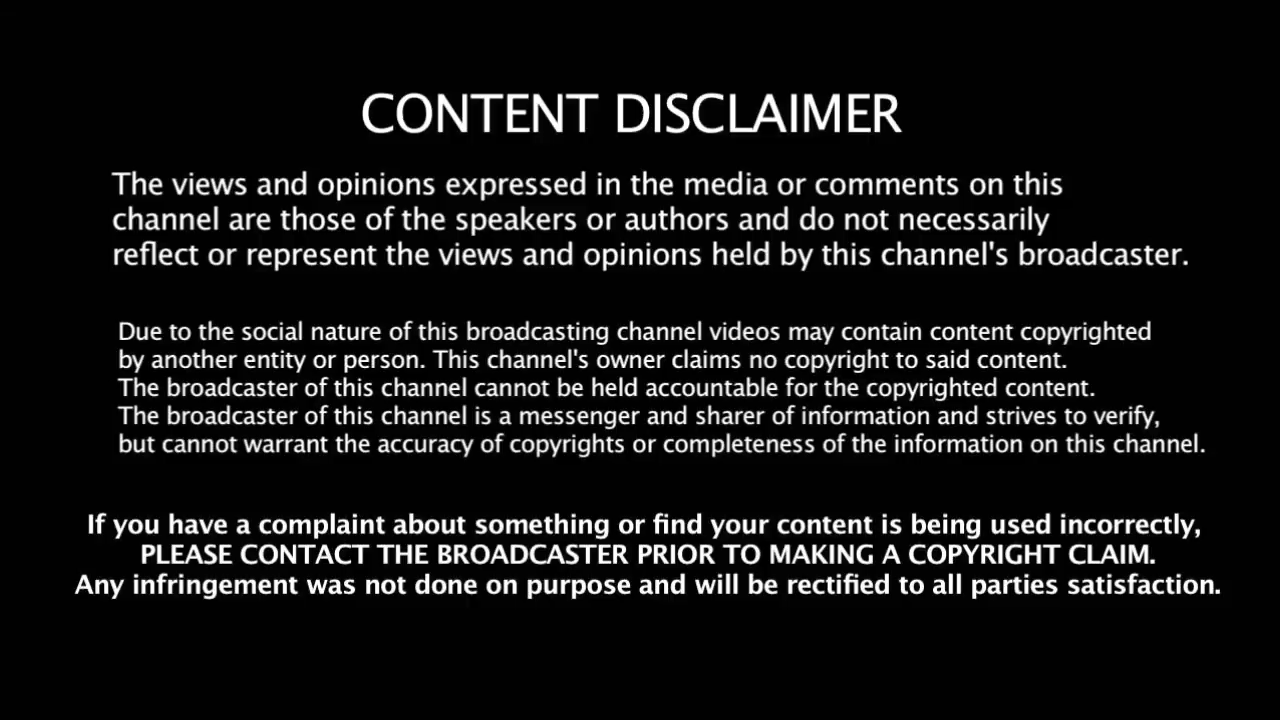 CONTENT DISCLAIMER
The views and opinions expressed in the media or comments on this
channel are those of the speakers or authors and do not necessarily
reflect or represent the views and opinions held by this channel's broadcaster.
Due to the social nature of this broadcasting channel videos may contain content copyrighted
by another entity or person. This channel's owner claims no copyright to said content.
The broadcaster of this channel cannot be held accountable for the copyrighted content.
The broadcaster of this channel is a messenger and sharer of information and strives to verify,
but cannot warrant the accuracy of copyrights or completeness of the information on this channel.
If you have a complaint about something or find your content is being used incorrectly,
PLEASE CONTACT THE BROADCASTER PRIOR TO MAKING A COPYRIGHT CLAIM.
Any infringement was not done on purpose and will be rectified to all parties satisfaction.